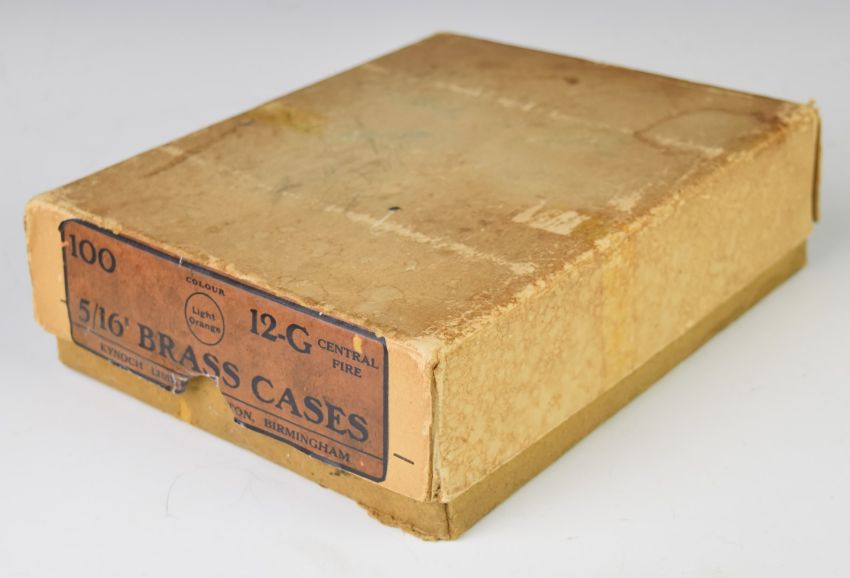 100
COLOUR
Light
Orange
12-G CENTRAL
FIRE
5/16' BRASS CASES
KYNOCH BIRMINGHAM